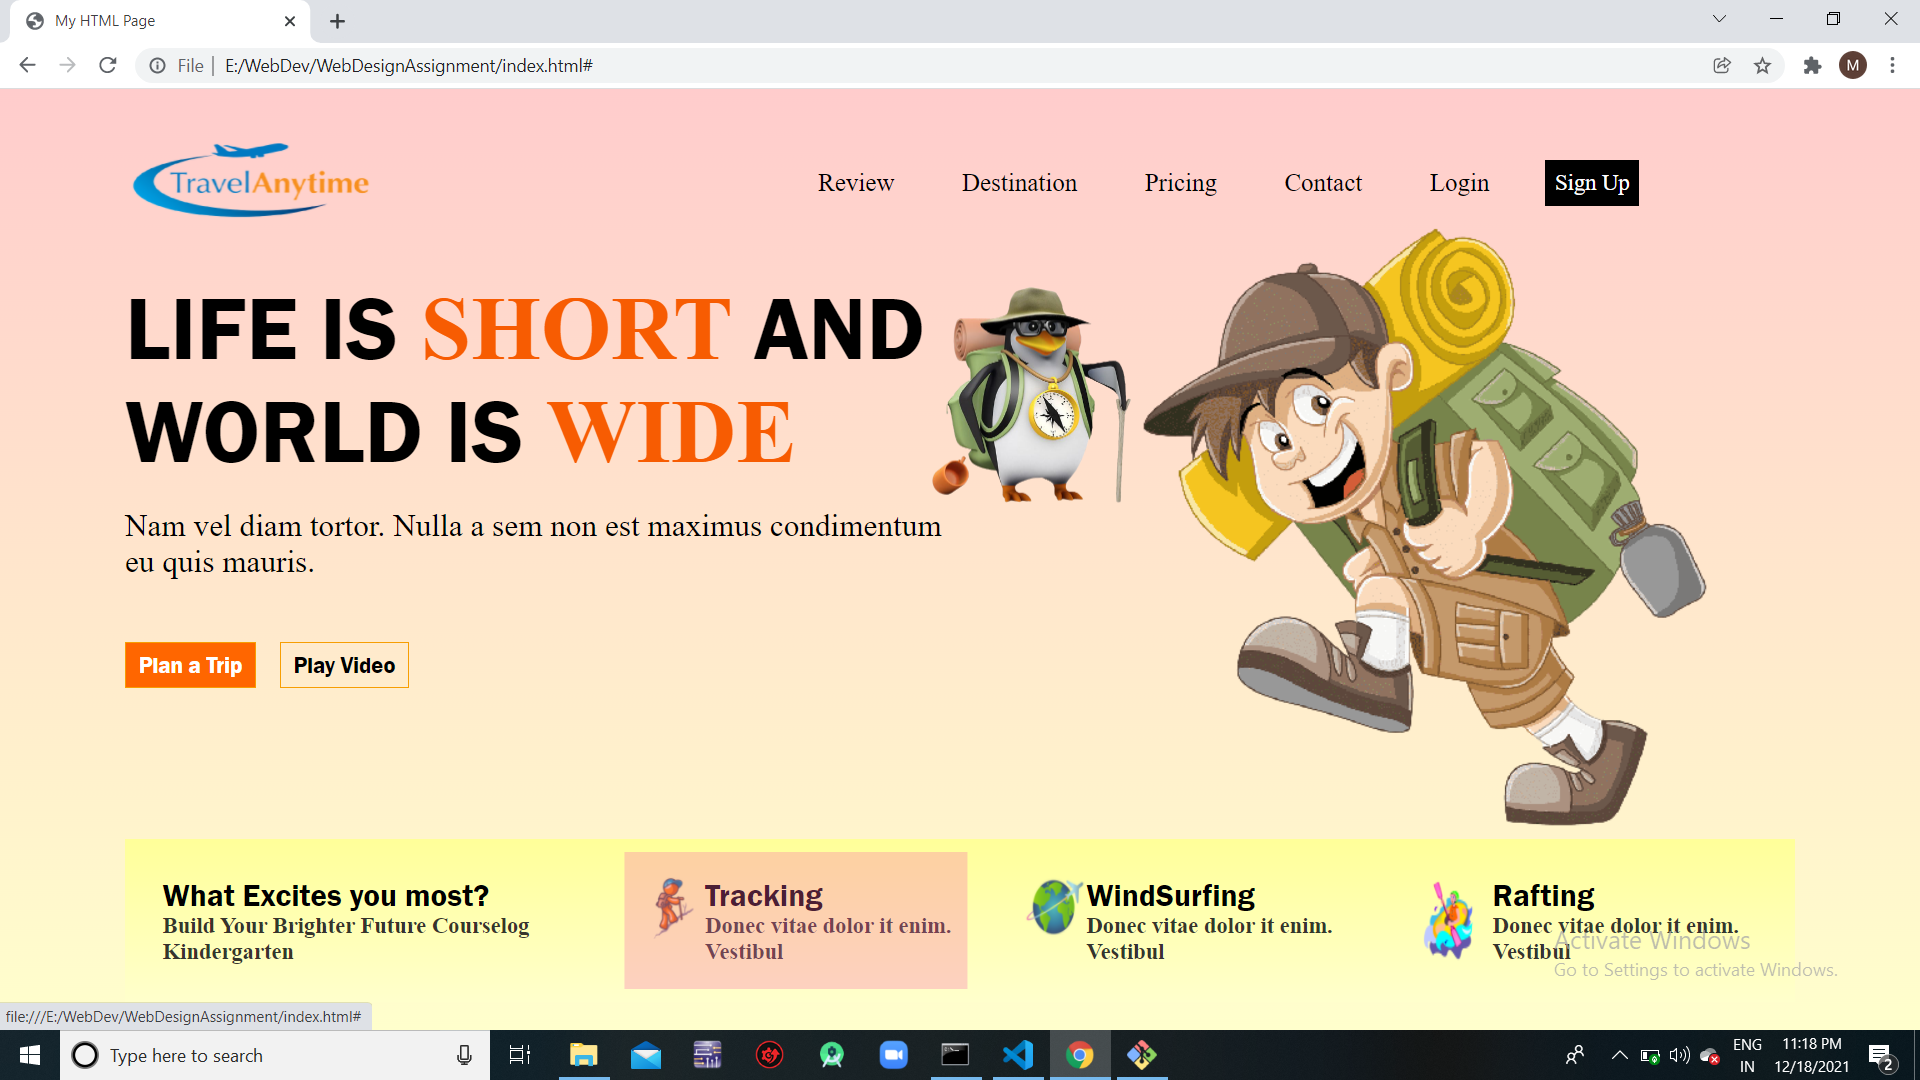 My HTML Page
File
E:/WebDev/WebDesignAssignment/index.html#
M
TravelAnytime
Review
Destination
Pricing
Contact
Login
Sign Up
LIFE IS SHORT AND
WORLD IS WIDE
Nam vel diam tortor. Nulla a sem non est maximus condimentum
eu quis mauris.
Plan a Trip
Play Video
What Excites you most?
Build Your Brighter Future Courselog
Kindergarten
Tracking
Donec vitae dolor it enim.
Vestibul
WindSurfing
Donec vitae dolor it enim.
Vestibul
Rafting
Donec vitae dolor it enim.
Vestibul
Activate Windows
Go to Settings to activate Windows.
file:///E:/WebDev/WebDesignAssignment/index.html#
Type here to search
ENG
IN
11:18 PM
12/18/2021
2